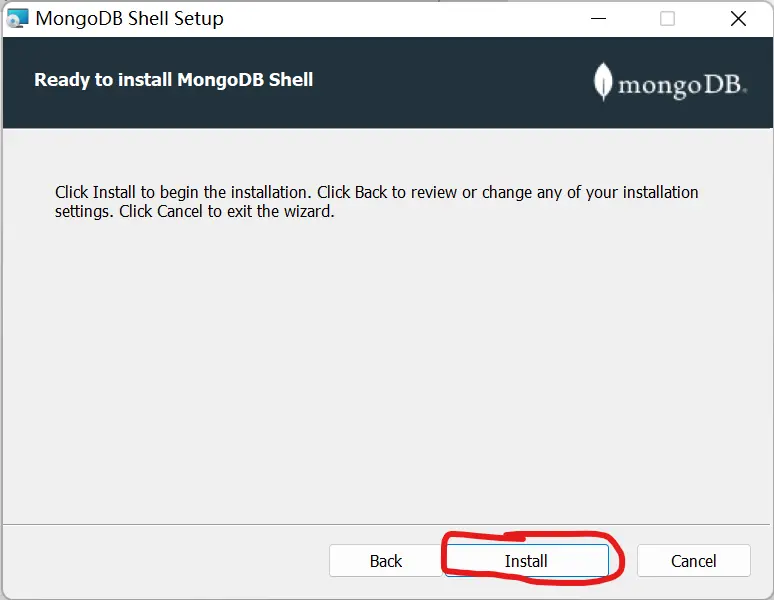 MongoDB Shell Setup
Ready to install MongoDB Shell
mongoDB.
Click Install to begin the installation. Click Back to review or change any of your installation
settings. Click Cancel to exit the wizard.
Back
Install
Cancel